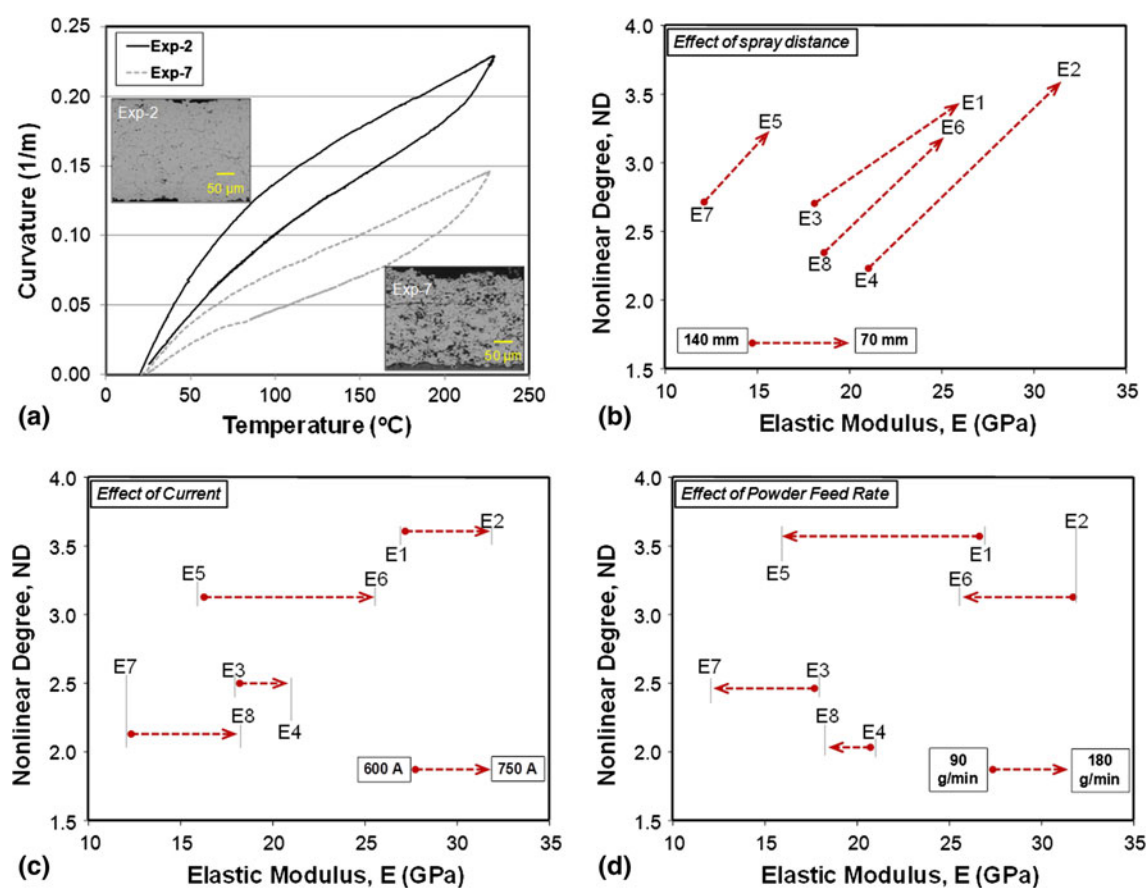 Exp-2
Exp-7
Exp-2
50 µm
Exp-7
50 µm
0.25
0.20
0.15
0.10
0.05
0.00
Curvature (1/m)
0 50 100 150 200 250
(a) Temperature (oC)
Effect of spray distance
4.0
3.5
3.0
2.5
2.0
1.5
Nonlinear Degree, ND
E2
E1
E6
E5
E7
E3
E8
E4
140 mm 70 mm
10 15 20 25 30 35
(b) Elastic Modulus, E (GPa)
Effect of Current
4.0
3.5
3.0
2.5
2.0
1.5
Nonlinear Degree, ND
E2
E1
E5 E6
E7 E3
E8
E4
600 A 750 A
10 15 20 25 30 35
(c) Elastic Modulus, E (GPa)
Effect of Powder Feed Rate
4.0
3.5
3.0
2.5
2.0
1.5
Nonlinear Degree, ND
E2
E1
E5 E6
E7 E3
E8 E4
90
g/min
180
g/min
10 15 20 25 30 35
(d) Elastic Modulus, E (GPa)